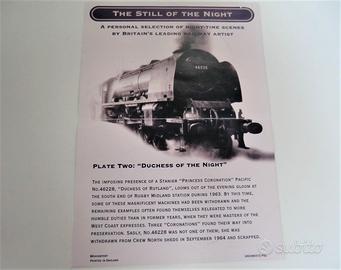 The Still of the Night
A personal selection of night-time scenes
by Britain's leading railway artist
46228
Plate Two: "Duchess of the Night"
The imposing presence of a Stanier "Princess Coronation" Pacific
No.46228, "Duchess of Rutland", looms out of the evening gloom at
the south end of Rugby Midland station during 1963. By this time,
some of these magnificent machines had been withdrawn and the
remaining examples often found themselves relegated to more
humble duties than in former years, when they were masters of the
West Coast expresses. Three "Coronations" found their way into
preservation. Sadly, No.46228 was not one of them; she was
withdrawn from Crewe North sheds in September 1964 and scrapped.
Printed in England
subito